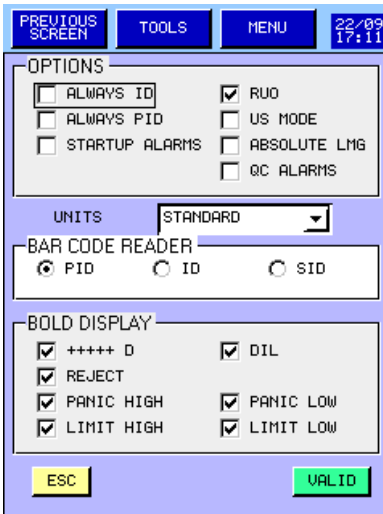 PREVIOUS SCREEN TOOLS MENU 22/09
17:11
OPTIONS
ALWAYS ID RUO
ALWAYS PID US MODE
STARTUP ALARMS ABSOLUTE LMG
QC ALARMS
UNITS STANDARD
BAR CODE READER
PID ID SID
BOLD DISPLAY
+++++ D DIL
REJECT
PANIC HIGH PANIC LOW
LIMIT HIGH LIMIT LOW
ESC VALID